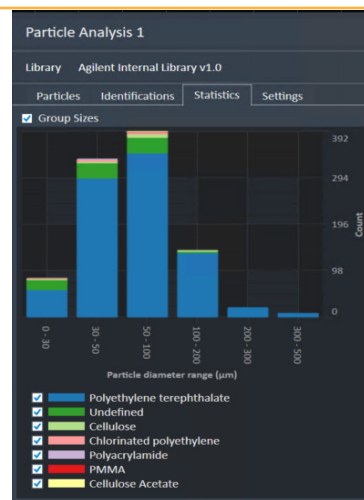 Particle Analysis 1
Library Agilent Internal Library v1.0
Particles Identifications Statistics Settings
Group Sizes
392
294
196
98
0
Count
0 - 30
30 - 50
50 - 100
100 - 200
200 - 300
300 - 500
Particle diameter range (µm)
Polyethylene terephthalate
Undefined
Cellulose
Chlorinated polyethylene
Polyacrylamide
PMMA
Cellulose Acetate